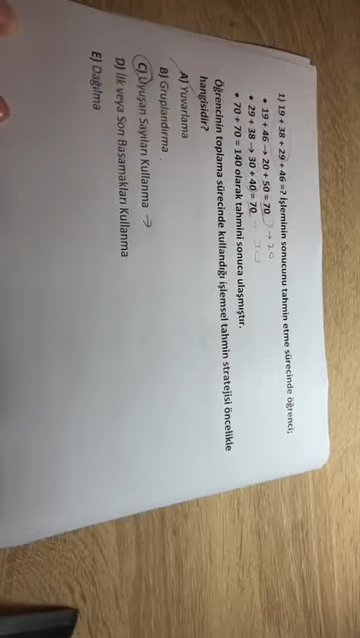 1) 19 + 38 + 29 + 46 =? işleminin sonucunu tahmin etme sürecinde öğrenci;
• 19 + 46 → 20 + 50 = 70 → 20
• 29 + 38 → 30 + 40 = 70
• 70 + 70 = 140 olarak tahmini sonuca ulaşmıştır.
Öğrencinin toplama sürecinde kullandığı işlemsel tahmin stratejisi öncelikle
hangisidir?
A) Yuvarlama
B) Gruplandırma
C) Uyuşan Sayıları Kullanma →
D) İlk veya Son Basamakları Kullanma
E) Dağılma